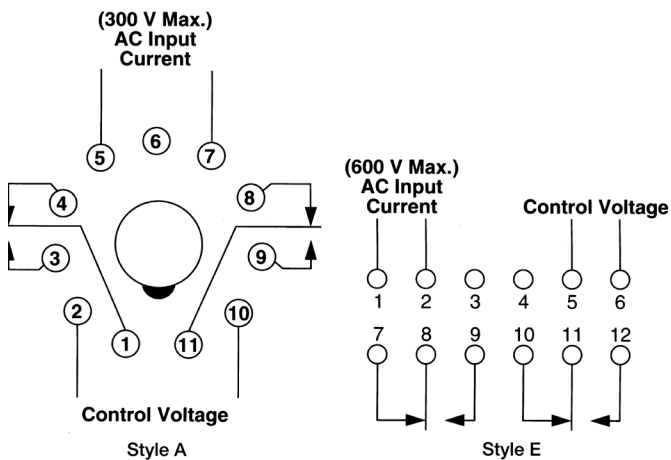 (300 V Max.)
AC Input
Current
5
6
7
4
8
3
9
2
10
1
11
Control Voltage
Style A
(600 V Max.)
AC Input
Current
Control Voltage
1 2 3 4 5 6
7 8 9 10 11 12
Style E